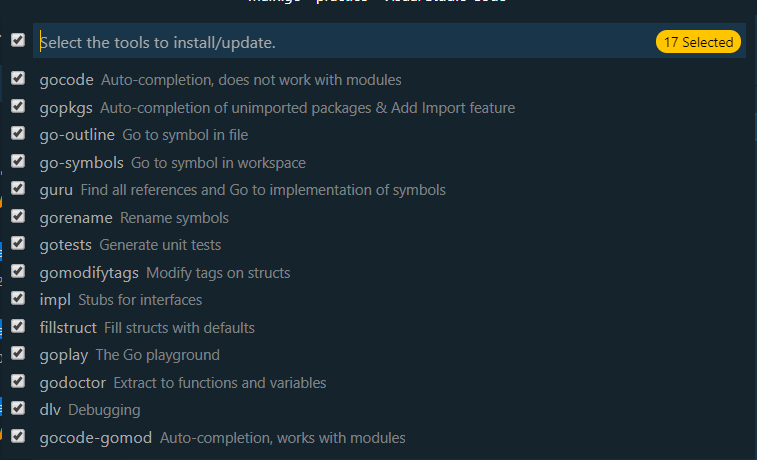 Select the tools to install/update. 17 Selected
gocode Auto-completion, does not work with modules
gopkgs Auto-completion of unimported packages & Add Import feature
go-outline Go to symbol in file
go-symbols Go to symbol in workspace
guru Find all references and Go to implementation of symbols
gorename Rename symbols
gotests Generate unit tests
gomodifytags Modify tags on structs
impl Stubs for interfaces
fillstruct Fill structs with defaults
goplay The Go playground
godoctor Extract to functions and variables
dlv Debugging
gocode-gomod Auto-completion, works with modules